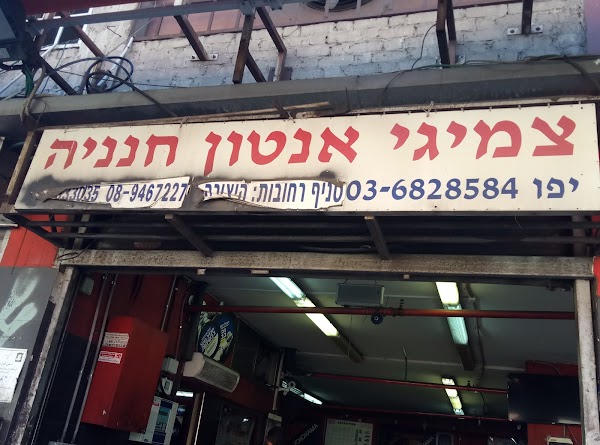 צמיגי אנטון חנניה
יפו 03-6828584 סניף רחובות: היצירה 08-9467227